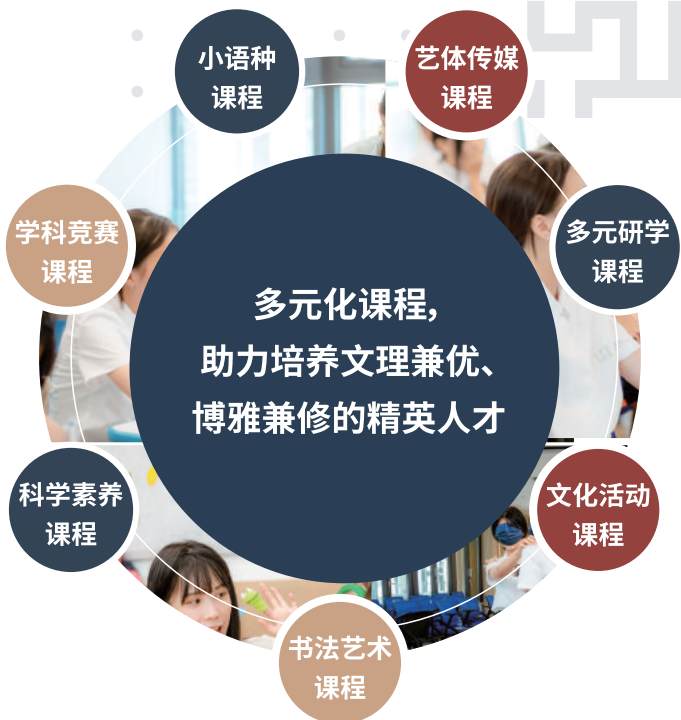 小语种
课程
艺体传媒
课程
学科竞赛
课程
多元研学
课程
多元化课程,
助力培养文理兼优、
博雅兼修的精英人才
科学素养
课程
文化活动
课程
书法艺术
课程